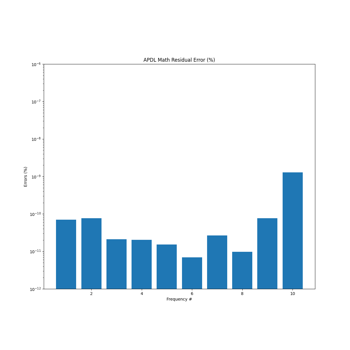 APDL Math Residual Error (%)
10⁻⁶
10⁻⁷
10⁻⁸
10⁻⁹
10⁻¹⁰
10⁻¹¹
10⁻¹²
Errors (%)
2 4 6 8 10
Frequency #